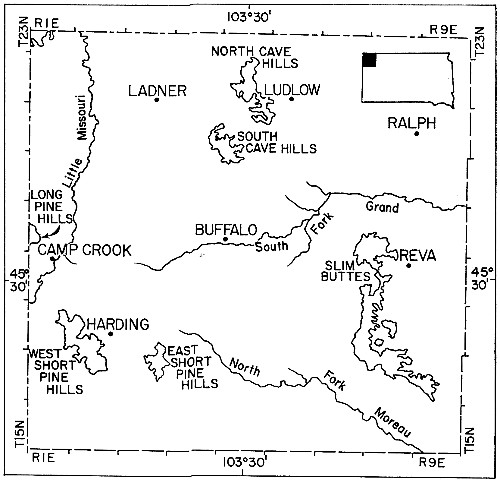 103°30'
T23N
R1E
R9E
T23N
NORTH CAVE
HILLS
LADNER
LUDLOW
Missouri
RALPH
SOUTH
CAVE HILLS
Little
LONG
PINE
HILLS
Grand
Fork
BUFFALO
South
CAMP CROOK
REVA
SLIM
BUTTES
45°
30'
45°
30'
HARDING
WEST
SHORT
PINE
HILLS
EAST
SHORT
PINE
HILLS
North
Fork
Moreau
T15N
T15N
R1E
R9E
103°30'